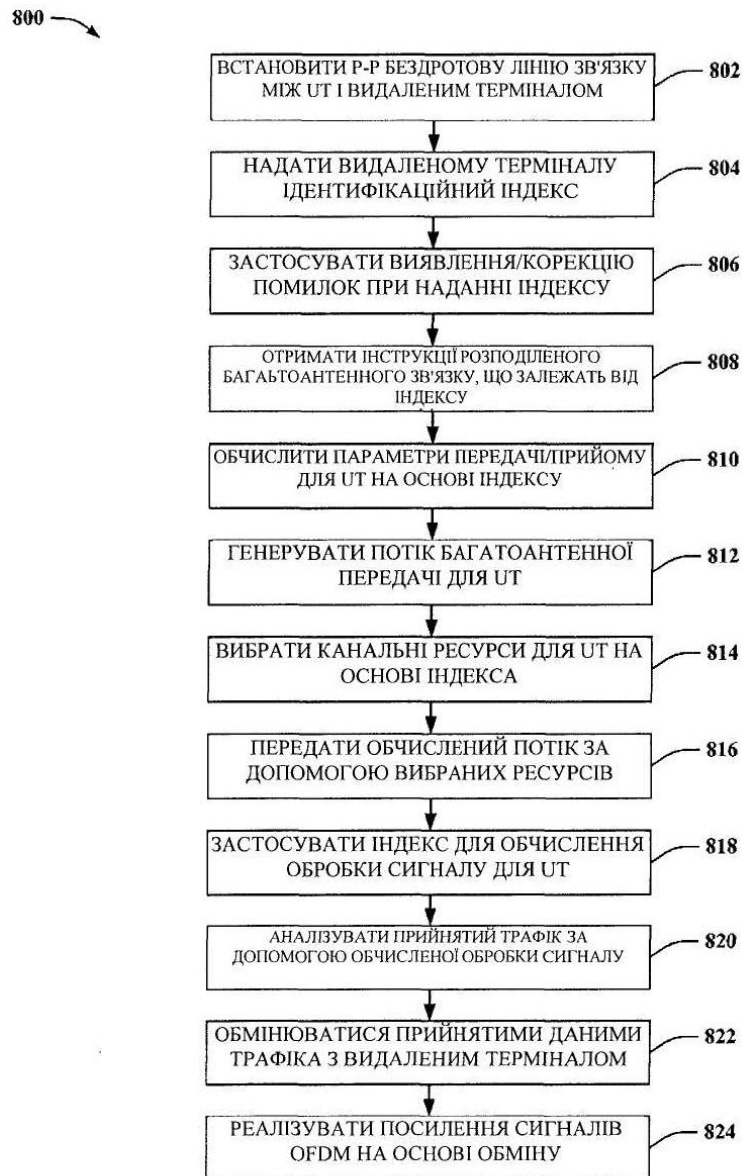 800
ВСТАНОВИТИ Р-Р БЕЗДРОТОВУ ЛІНІЮ ЗВ'ЯЗКУ
МІЖ UT І ВИДАЛЕНИМ ТЕРМІНАЛОМ
802
НАДАТИ ВИДАЛЕНОМУ ТЕРМІНАЛУ
ІДЕНТИФІКАЦІЙНИЙ ІНДЕКС
804
ЗАСТОСУВАТИ ВИЯВЛЕННЯ/КОРЕКЦІЮ
ПОМИЛОК ПРИ НАДАННІ ІНДЕКСУ
806
ОТРИМАТИ ІНСТРУКЦІЇ РОЗПОДІЛЕНОГО
БАГАЬТОАНТЕННОГО ЗВ'ЯЗКУ, ЩО ЗАЛЕЖАТЬ ВІД
ІНДЕКСУ
808
ОБЧИСЛИТИ ПАРАМЕТРИ ПЕРЕДАЧІ/ПРИЙОМУ
ДЛЯ UT НА ОСНОВІ ІНДЕКСУ
810
ГЕНЕРУВАТИ ПОТІК БАГАТОАНТЕННОЇ
ПЕРЕДАЧІ ДЛЯ UT
812
ВИБРАТИ КАНАЛЬНІ РЕСУРСИ ДЛЯ UT НА
ОСНОВІ ІНДЕКСА
814
ПЕРЕДАТИ ОБЧИСЛЕНИЙ ПОТІК ЗА
ДОПОМОГОЮ ВИБРАНИХ РЕСУРСІВ
816
ЗАСТОСУВАТИ ІНДЕКС ДЛЯ ОБЧИСЛЕННЯ
ОБРОБКИ СИГНАЛУ ДЛЯ UT
818
АНАЛІЗУВАТИ ПРИЙНЯТИЙ ТРАФІК ЗА
ДОПОМОГОЮ ОБЧИСЛЕНОЇ ОБРОБКИ СИГНАЛУ
820
ОБМІНЮВАТИСЯ ПРИЙНЯТИМИ ДАНИМИ
ТРАФІКА З ВИДАЛЕНИМ ТЕРМІНАЛОМ
822
РЕАЛІЗУВАТИ ПОСИЛЕННЯ СИГНАЛІВ
OFDM НА ОСНОВІ ОБМІНУ
824